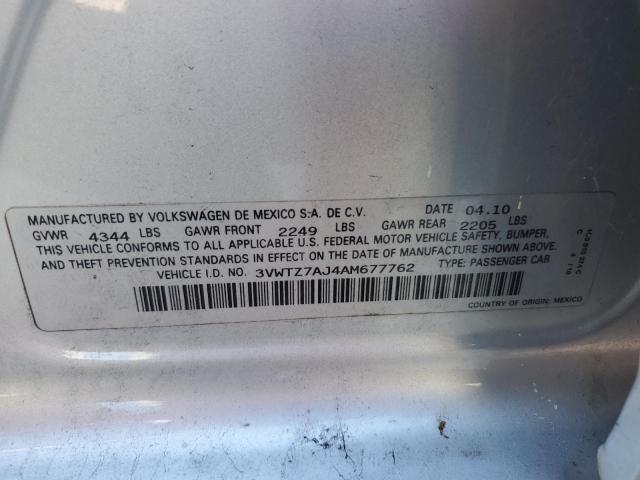 MANUFACTURED BY VOLKSWAGEN DE MEXICO S.A. DE C.V. DATE 04.10
GVWR 4344 LBS GAWR FRONT 2249 LBS GAWR REAR 2205 LBS
THIS VEHICLE CONFORMS TO ALL APPLICABLE U.S. FEDERAL MOTOR VEHICLE SAFETY, BUMPER,
AND THEFT PREVENTION STANDARDS IN EFFECT ON THE DATE OF MANUFACTURE SHOWN ABOVE.
VEHICLE I.D. NO. 3VWTZ7AJ4AM677762 TYPE: PASSENGER CAR
COUNTRY OF ORIGIN: MEXICO
C 4/10